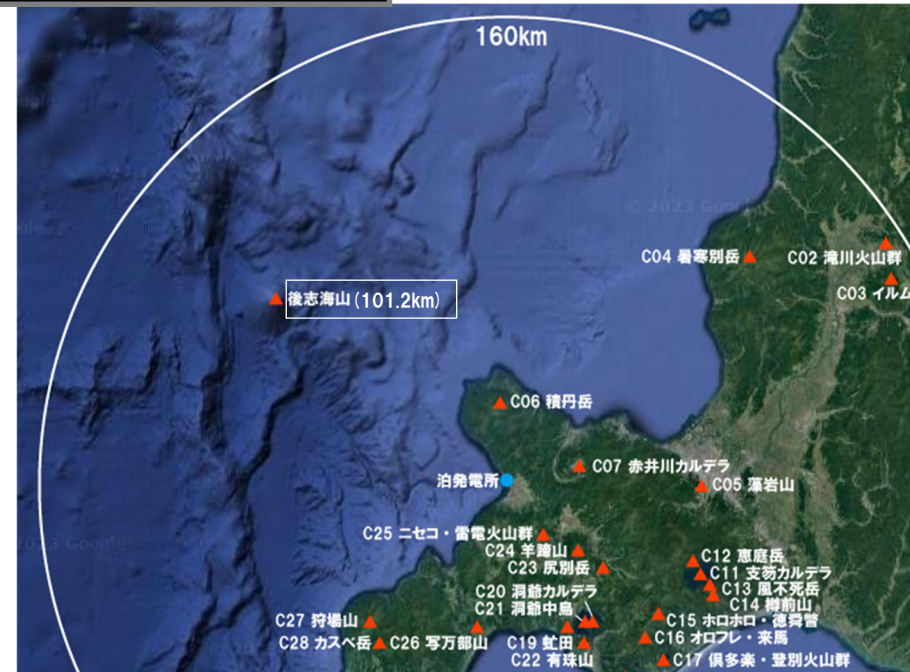 160km
© 2023 Google
C04 暑寒別岳
C02 滝川火山群
C03 イルム
後志海山(101.2km)
C06 積丹岳
C07 赤井川カルデラ
泊発電所
C05 藻岩山
C25 ニセコ・雷電火山群
C24 羊蹄山
C23 尻別岳
C12 恵庭岳
C11 支笏カルデラ
C13 風不死岳
C14 樽前山
C20 洞爺カルデラ
C21 洞爺中島
C27 狩場山
C15 ホロホロ・徳舜瞥
C28 カスベ岳
C26 写万部山
C19 虻田
C16 オロフレ・来馬
C22 有珠山
C17 倶多楽・登別火山群